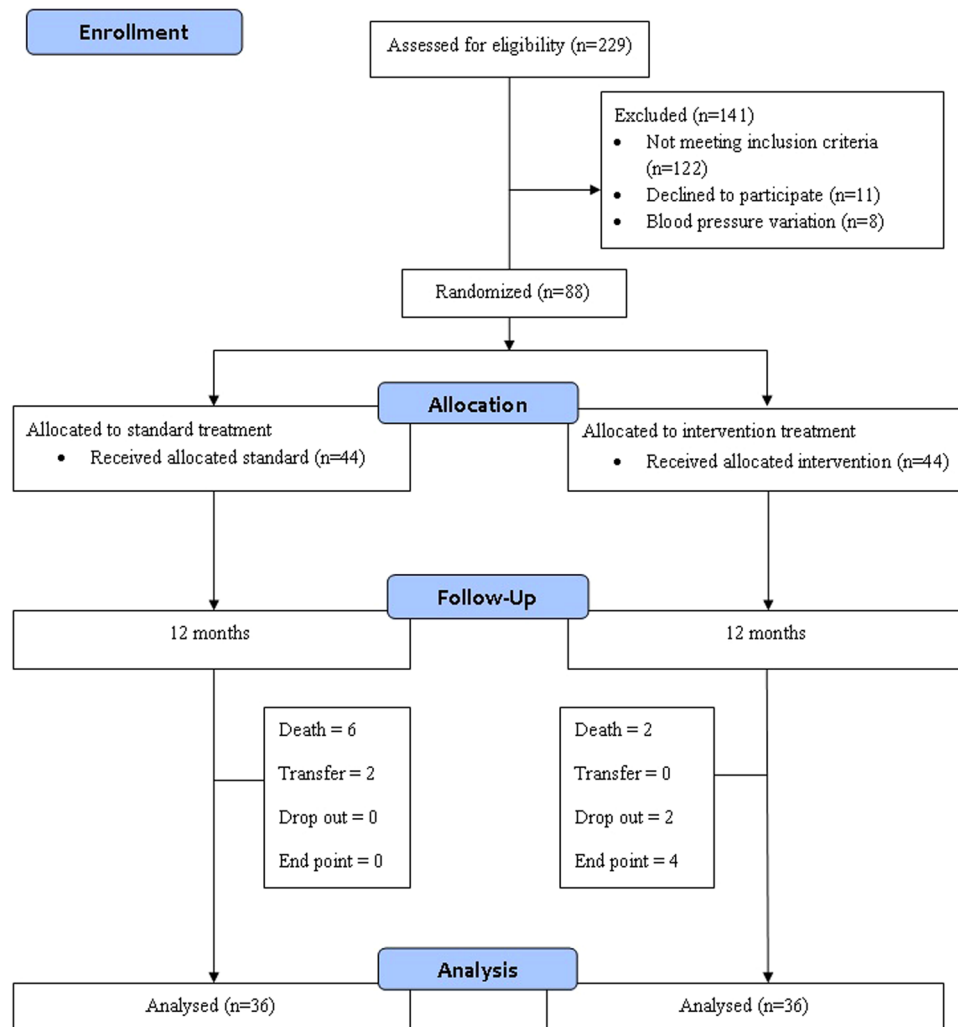 Enrollment
Assessed for eligibility (n=229)
Excluded (n=141)
• Not meeting inclusion criteria
(n=122)
• Declined to participate (n=11)
• Blood pressure variation (n=8)
Randomized (n=88)
Allocation
Allocated to standard treatment
• Received allocated standard (n=44)
Allocated to intervention treatment
• Received allocated intervention (n=44)
Follow-Up
12 months
12 months
Death = 6
Transfer = 2
Drop out = 0
End point = 0
Death = 2
Transfer = 0
Drop out = 2
End point = 4
Analysis
Analysed (n=36)
Analysed (n=36)